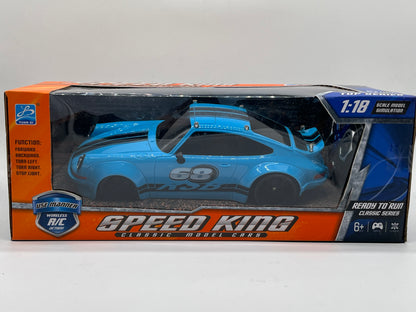 1:18
SCALE MODEL
SIMULATION
FUNCTION:
FORWARD.
BACKWARD.
TURN LEFT.
TURN RIGHT.
STOP LIGHT.
68
WIRELESS
R/C
SPEED KING
CLASSIC MODEL CARS
READY TO RUN
CLASSIC SERIES
6+